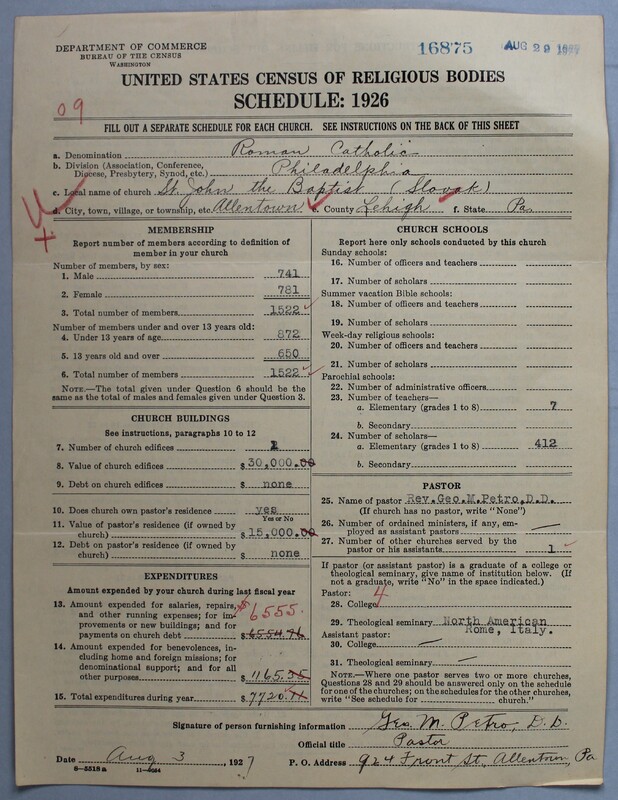 DEPARTMENT OF COMMERCE
BUREAU OF THE CENSUS
WASHINGTON
16875
AUG 29 1927
UNITED STATES CENSUS OF RELIGIOUS BODIES
SCHEDULE: 1926
09
FILL OUT A SEPARATE SCHEDULE FOR EACH CHURCH. SEE INSTRUCTIONS ON THE BACK OF THIS SHEET
a. Denomination Roman Catholic
b. Division (Association, Conference, Diocese, Presbytery, Synod, etc.) Philadelphia
c. Local name of church St. John the Baptist (Slovak)
d. City, town, village, or township, etc. Allentown e. County Lehigh f. State Pa.
MEMBERSHIP
Report number of members according to definition of
member in your church
Number of members, by sex:
1. Male 741
2. Female 781
3. Total number of members 1522
Number of members under and over 13 years old:
4. Under 13 years of age 872
5. 13 years old and over 650
6. Total number of members 1522
NOTE.—The total given under Question 6 should be the
same as the total of males and females given under Question 3.
CHURCH BUILDINGS
See instructions, paragraphs 10 to 12
7. Number of church edifices 1
8. Value of church edifices $30,000.00
9. Debt on church edifices $ none
10. Does church own pastor's residence? yes
Yes or No
11. Value of pastor's residence (if owned by
church) $15,000.00
12. Debt on pastor's residence (if owned by
church) $ none
EXPENDITURES
Amount expended by your church during last fiscal year
13. Amount expended for salaries, repairs,
and other running expenses; for im-
provements or new buildings; and for
payments on church debt $ 6554.96
$6555.
14. Amount expended for benevolences, in-
cluding home and foreign missions; for
denominational support; and for all
other purposes $ 1165.
15. Total expenditures during year $ 7720.
CHURCH SCHOOLS
Report here only schools conducted by this church
Sunday schools:
16. Number of officers and teachers
17. Number of scholars
Summer vacation Bible schools:
18. Number of officers and teachers
19. Number of scholars
Week-day religious schools:
20. Number of officers and teachers
21. Number of scholars
Parochial schools:
22. Number of administrative officers
23. Number of teachers—
a. Elementary (grades 1 to 8) 7
b. Secondary
24. Number of scholars—
a. Elementary (grades 1 to 8) 412
b. Secondary
PASTOR
25. Name of pastor Rev.Geo.M.Petro,D.D.
(If church has no pastor, write "None")
26. Number of ordained ministers, if any, em-
ployed as assistant pastors —
27. Number of other churches served by the
pastor or his assistants 1
If pastor (or assistant pastor) is a graduate of a college or
theological seminary, give name of institution below. (If
not a graduate, write "No" in the space indicated.)
Pastor:
28. College 4
29. Theological seminary North American
Rome, Italy.
Assistant pastor:
30. College —
31. Theological seminary —
NOTE.—Where one pastor serves two or more churches,
Questions 28 and 29 should be answered only on the schedule
for one of the churches; on the schedules for the other churches,
write "See schedule for church."
Signature of person furnishing information Geo. M. Petro, D.D.
Official title Pastor
Date Aug 3, 1927 P. O. Address 924 Front St, Allentown, Pa
8—5518a 11—9054